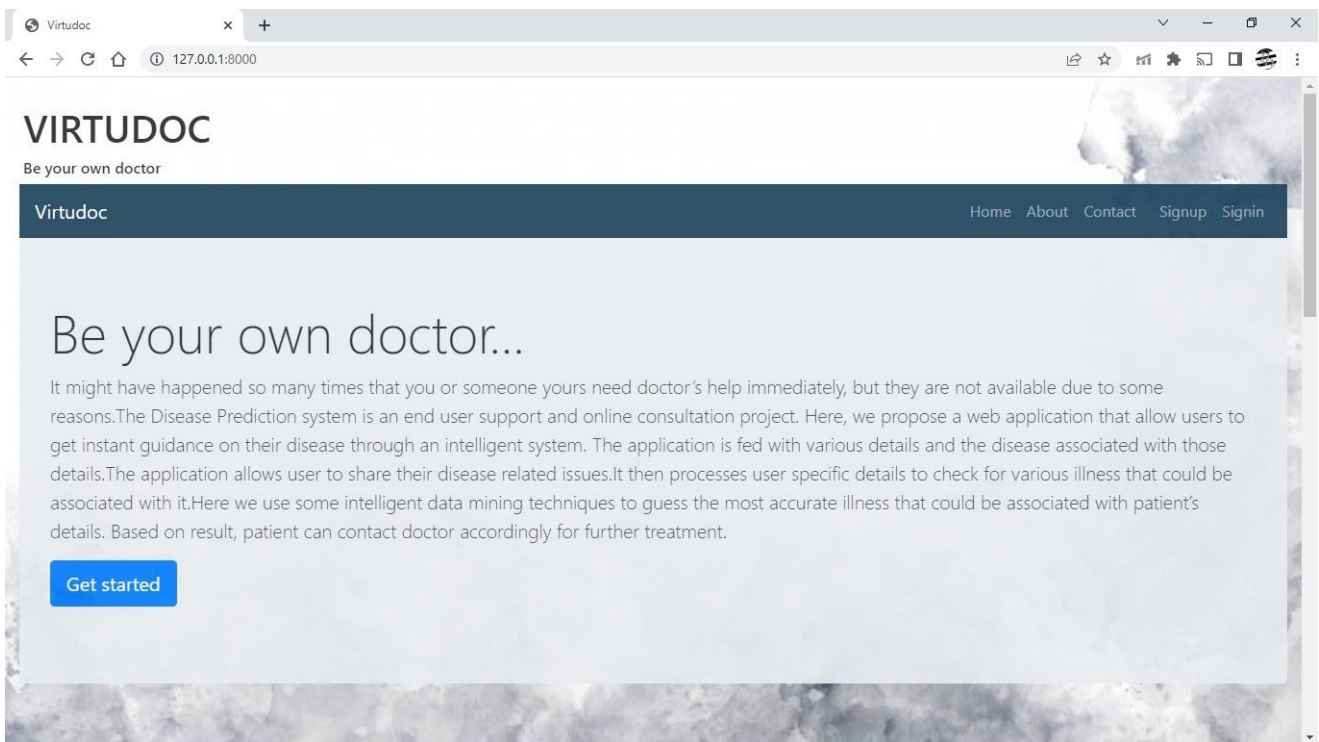 Virtudoc
127.0.0.1:8000
VIRTUDOC
Be your own doctor
Virtudoc Home About Contact Signup Signin
Be your own doctor...
It might have happened so many times that you or someone yours need doctor's help immediately, but they are not available due to some
reasons.The Disease Prediction system is an end user support and online consultation project. Here, we propose a web application that allow users to
get instant guidance on their disease through an intelligent system. The application is fed with various details and the disease associated with those
details.The application allows user to share their disease related issues.It then processes user specific details to check for various illness that could be
associated with it.Here we use some intelligent data mining techniques to guess the most accurate illness that could be associated with patient's
details. Based on result, patient can contact doctor accordingly for further treatment.
Get started